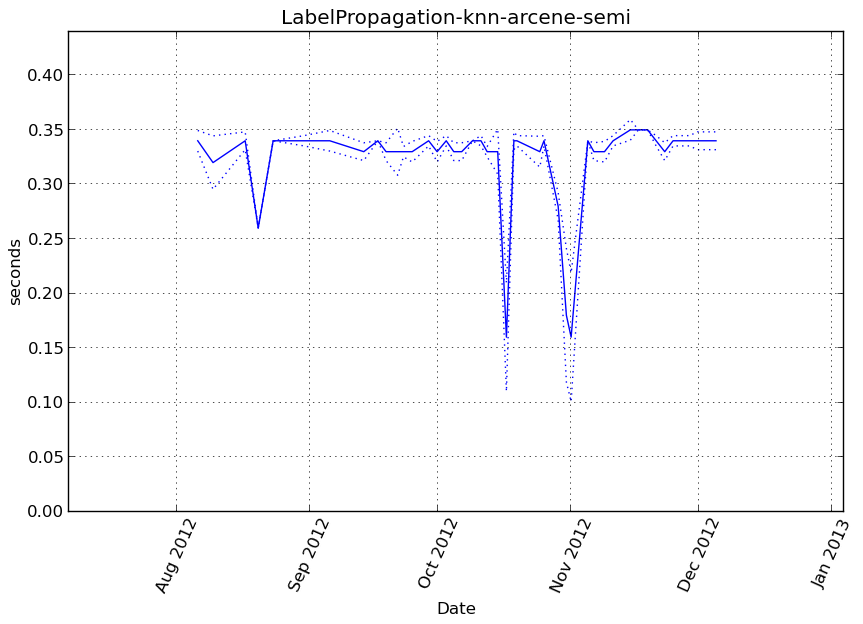 LabelPropagation-knn-arcene-semi
0.40
0.35
0.30
0.25
0.20
0.15
0.10
0.05
0.00
seconds
Aug 2012
Sep 2012
Oct 2012
Nov 2012
Dec 2012
Jan 2013
Date